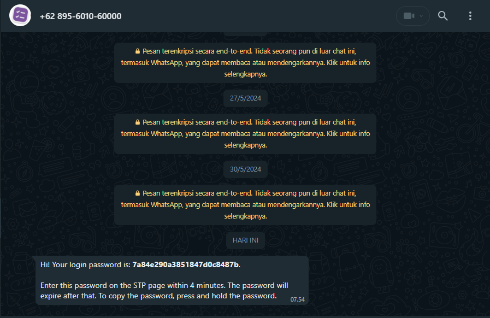 +62 895-6010-60000
Pesan terenkripsi secara end-to-end. Tidak seorang pun di luar chat ini,
termasuk WhatsApp, yang dapat membaca atau mendengarkannya. Klik untuk info
selengkapnya.
27/5/2024
Pesan terenkripsi secara end-to-end. Tidak seorang pun di luar chat ini,
termasuk WhatsApp, yang dapat membaca atau mendengarkannya. Klik untuk info
selengkapnya.
30/5/2024
Pesan terenkripsi secara end-to-end. Tidak seorang pun di luar chat ini,
termasuk WhatsApp, yang dapat membaca atau mendengarkannya. Klik untuk info
selengkapnya.
HARI INI
Hi! Your login password is: 7a84e290a3851847d0c8487b.
Enter this password on the STP page within 4 minutes. The password will
expire after that. To copy the password, press and hold the password.
07.54